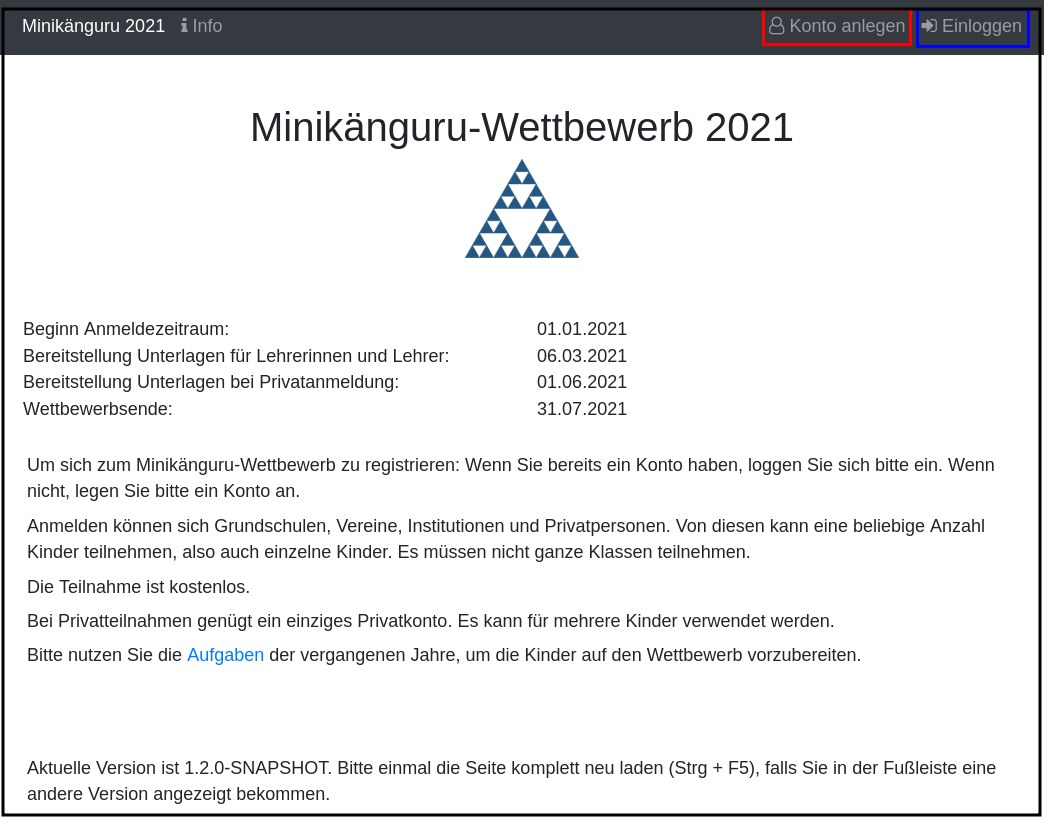 Minikänguru 2021 Info Konto anlegen Einloggen
Minikänguru-Wettbewerb 2021
Beginn Anmeldezeitraum: 01.01.2021
Bereitstellung Unterlagen für Lehrerinnen und Lehrer: 06.03.2021
Bereitstellung Unterlagen bei Privatanmeldung: 01.06.2021
Wettbewerbsende: 31.07.2021
Um sich zum Minikänguru-Wettbewerb zu registrieren: Wenn Sie bereits ein Konto haben, loggen Sie sich bitte ein. Wenn
nicht, legen Sie bitte ein Konto an.
Anmelden können sich Grundschulen, Vereine, Institutionen und Privatpersonen. Von diesen kann eine beliebige Anzahl
Kinder teilnehmen, also auch einzelne Kinder. Es müssen nicht ganze Klassen teilnehmen.
Die Teilnahme ist kostenlos.
Bei Privatteilnahmen genügt ein einziges Privatkonto. Es kann für mehrere Kinder verwendet werden.
Bitte nutzen Sie die Aufgaben der vergangenen Jahre, um die Kinder auf den Wettbewerb vorzubereiten.
Aktuelle Version ist 1.2.0-SNAPSHOT. Bitte einmal die Seite komplett neu laden (Strg + F5), falls Sie in der Fußleiste eine
andere Version angezeigt bekommen.